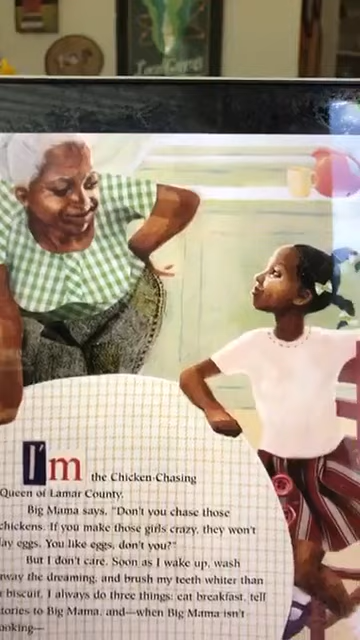 I'm the Chicken-Chasing
Queen of Lamar County.
Big Mama says, "Don't you chase those
chickens. If you make those girls crazy, they won't
lay eggs. You like eggs, don't you?"
But I don't care. Soon as I wake up, wash
away the dreaming, and brush my teeth whiter than
a biscuit, I always do three things: eat breakfast, tell
stories to Big Mama, and—when Big Mama isn't
looking—